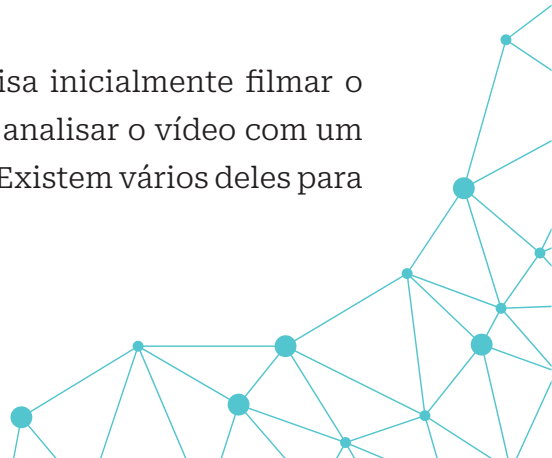 isa inicialmente filmar o
analisar o vídeo com um
Existem vários deles para